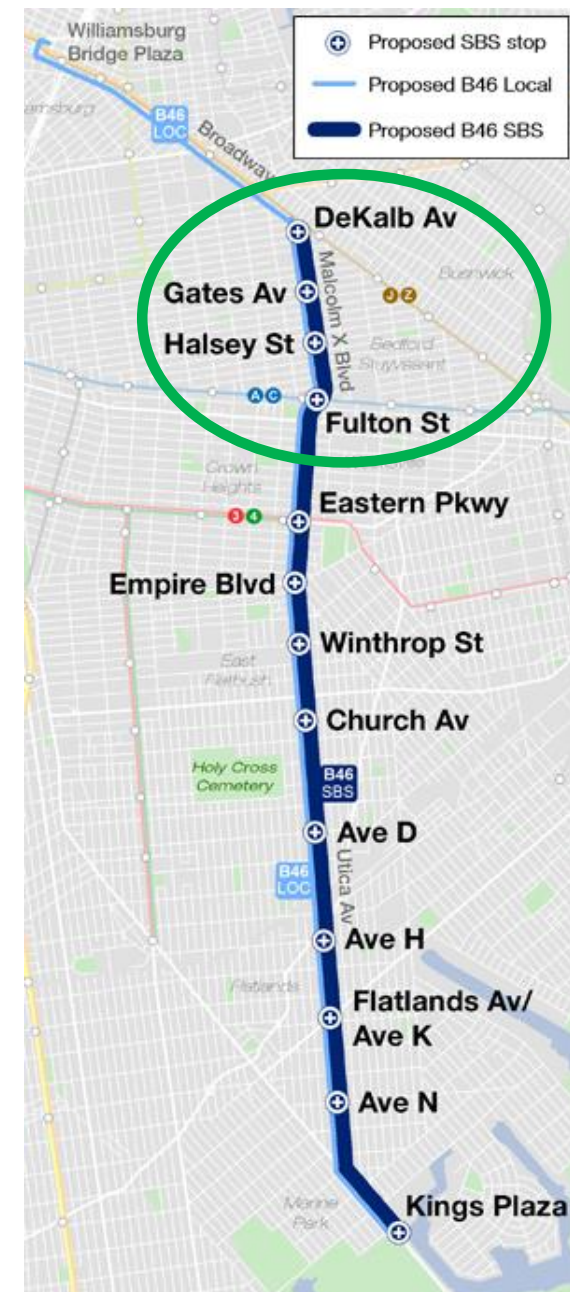 Williamsburg
Bridge Plaza
Proposed SBS stop
Proposed B46 Local
Proposed B46 SBS
B46
LOC
Broadway
DeKalb Av
Malcolm X Blvd
Bushwick
Gates Av
J Z
Halsey St
Bedford
Stuyvesant
A C
Fulton St
Crown
Heights
3 4
Eastern Pkwy
Empire Blvd
Winthrop St
East
Flatbush
Church Av
Holy Cross
Cemetery
B46
SBS
Ave D
B46
LOC
Utica Av
Ave H
Flatlands
Flatlands Av/
Ave K
Ave N
Marine
Park
Kings Plaza